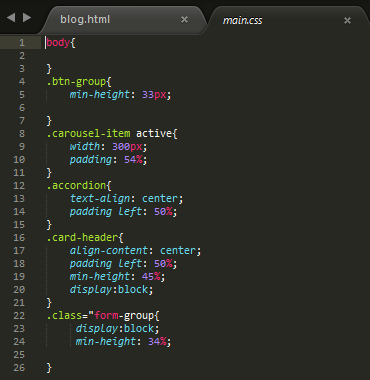 blog.html × main.css ×
1 body{
2
3 }
4 .btn-group{
5 min-height: 33px;
6
7 }
8 .carousel-item active{
9 width: 300px;
10 padding: 54%;
11 }
12 .accordion{
13 text-align: center;
14 padding left: 50%;
15 }
16 .card-header{
17 align-content: center;
18 padding left: 50%;
19 min-height: 45%;
20 display:block;
21 }
22 .class="form-group{
23 display:block;
24 min-height: 34%;
25
26 }